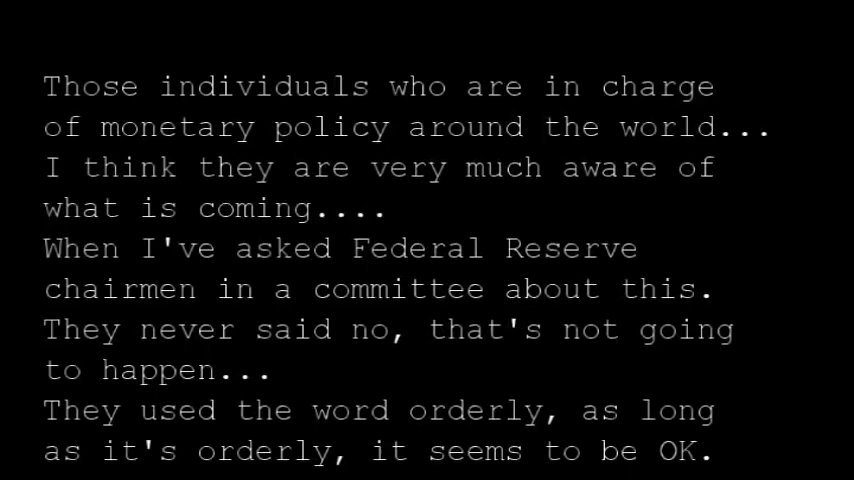 Those individuals who are in charge
of monetary policy around the world...
I think they are very much aware of
what is coming....
When I've asked Federal Reserve
chairmen in a committee about this.
They never said no, that's not going
to happen...
They used the word orderly, as long
as it's orderly, it seems to be OK.